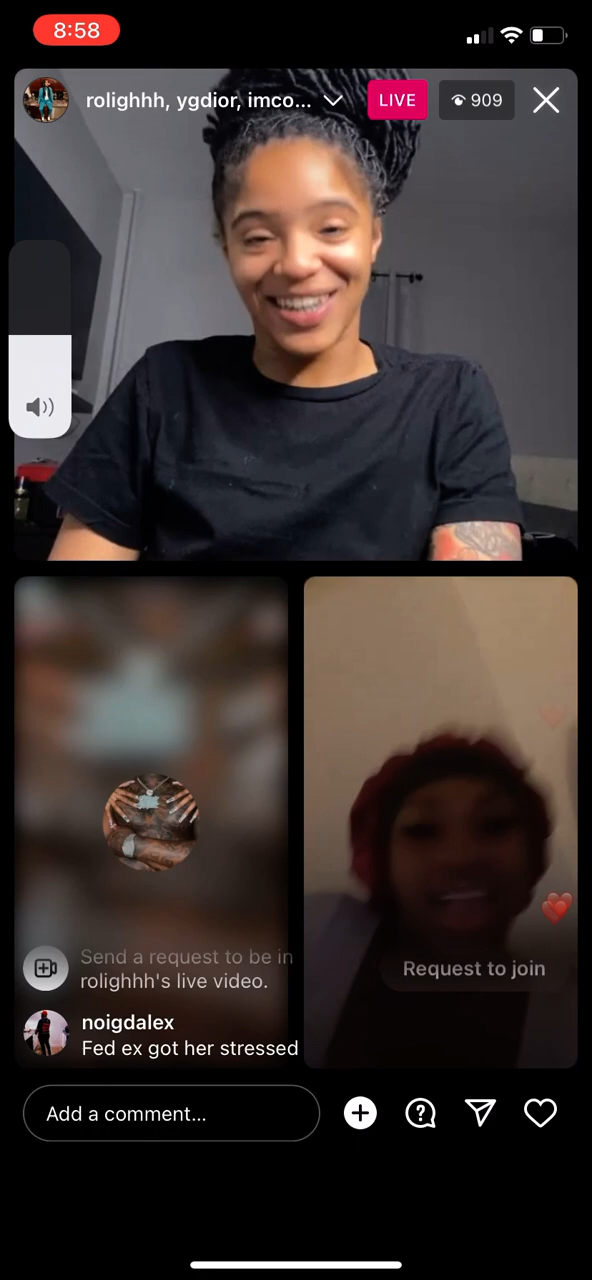 8:58
rolighhh, ygdior, imco...
LIVE
909
Send a request to be in
rolighhh's live video.
Request to join
noigdalex
Fed ex got her stressed
Add a comment...